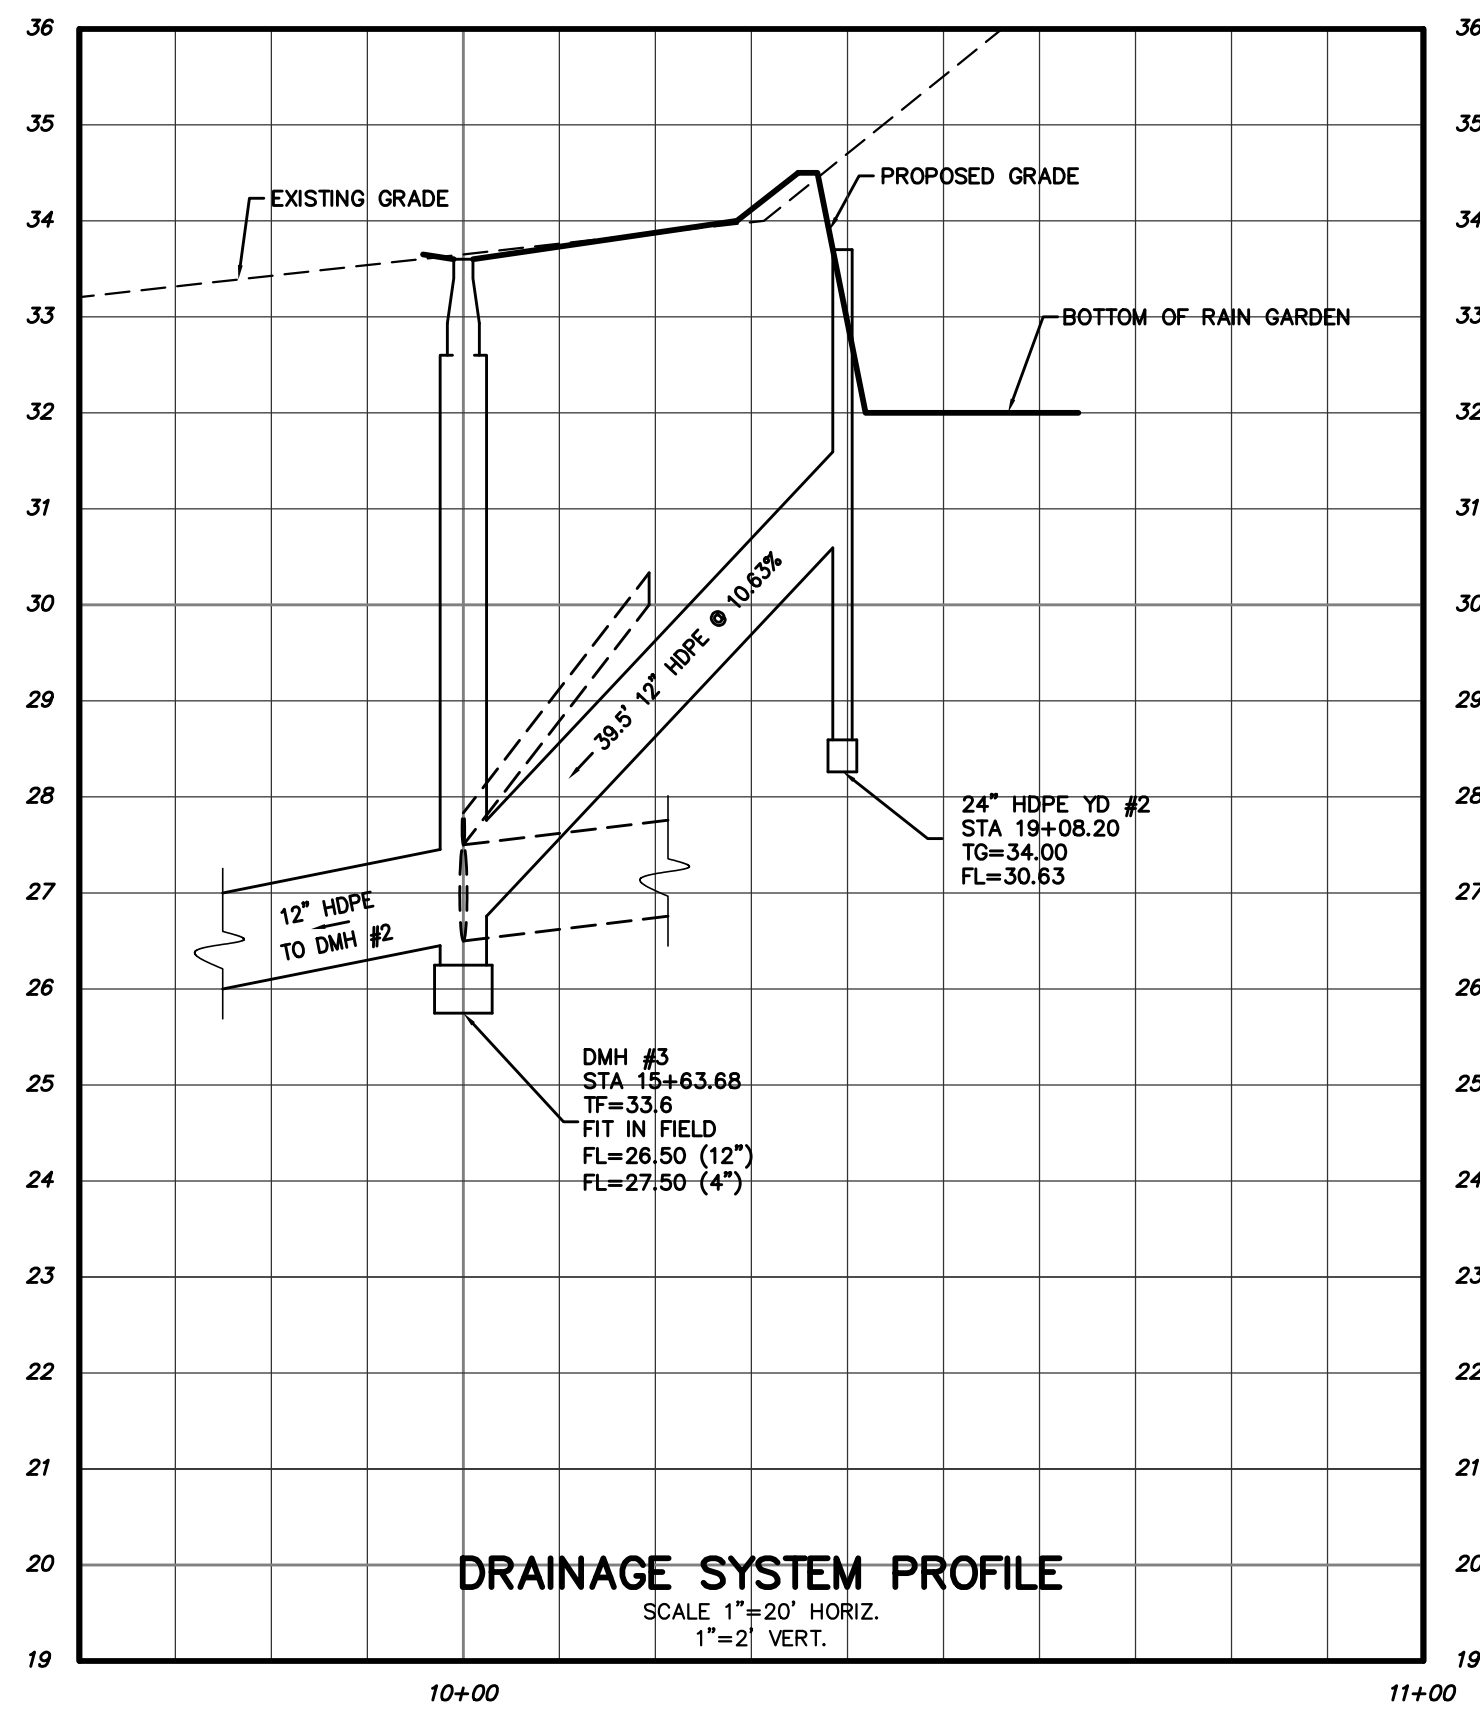 36
36
35
35
34
34
33
33
32
32
31
31
30
30
29
29
28
28
27
27
26
26
25
25
24
24
23
23
22
22
21
21
20
20
19
19
10+00
11+00
EXISTING GRADE
PROPOSED GRADE
BOTTOM OF RAIN GARDEN
39.5' 12" HDPE @ 10.63%
24" HDPE YD #2
STA 19+08.20
TG=34.00
FL=30.63
12" HDPE
TO DMH #2
DMH #3
STA 15+63.68
TF=33.6
FIT IN FIELD
FL=26.50 (12")
FL=27.50 (4")
DRAINAGE SYSTEM PROFILE
SCALE 1"=20' HORIZ.
1"=2' VERT.